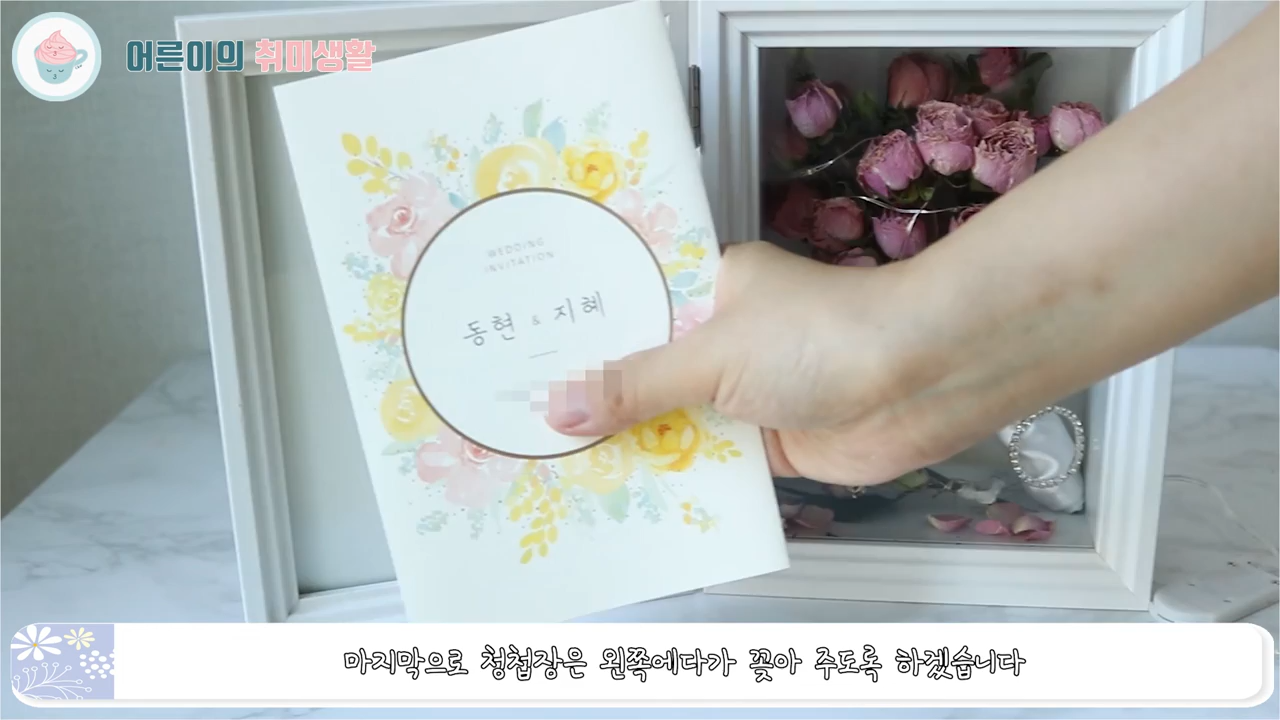 어른이의 취미생활
WEDDING
INVITATION
동현 & 지혜
마지막으로 청첩장은 왼쪽에다가 꽂아 주도록 하겠습니다